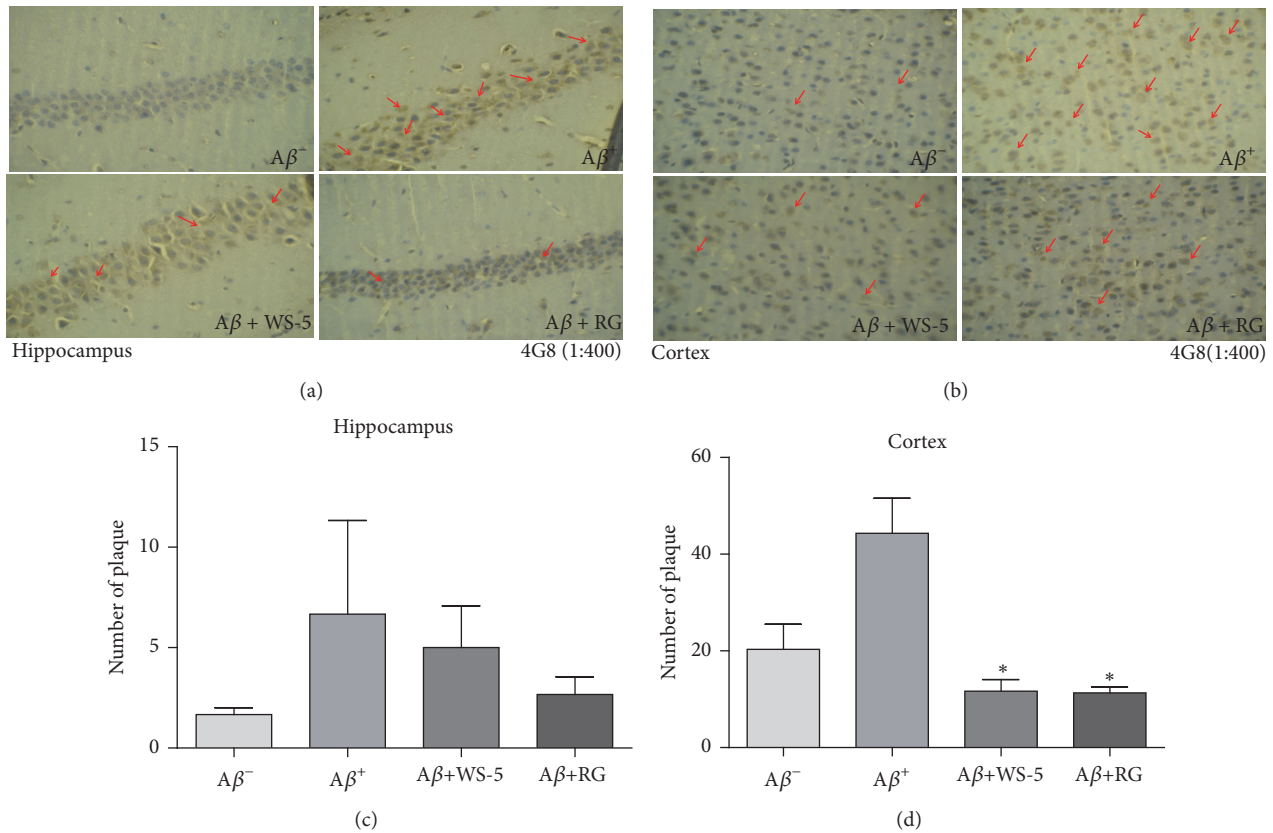 Aβ⁻
Aβ⁺
Aβ + WS-5
Aβ + RG
Hippocampus
4G8 (1:400)
(a)
Aβ⁻
Aβ⁺
Aβ + WS-5
Aβ + RG
Cortex
4G8(1:400)
(b)
Hippocampus
15
10
5
0
Number of plaque
Aβ⁻
Aβ⁺
Aβ+WS-5
Aβ+RG
(c)
Cortex
60
40
20
0
Number of plaque
*
*
Aβ⁻
Aβ⁺
Aβ+WS-5
Aβ+RG
(d)